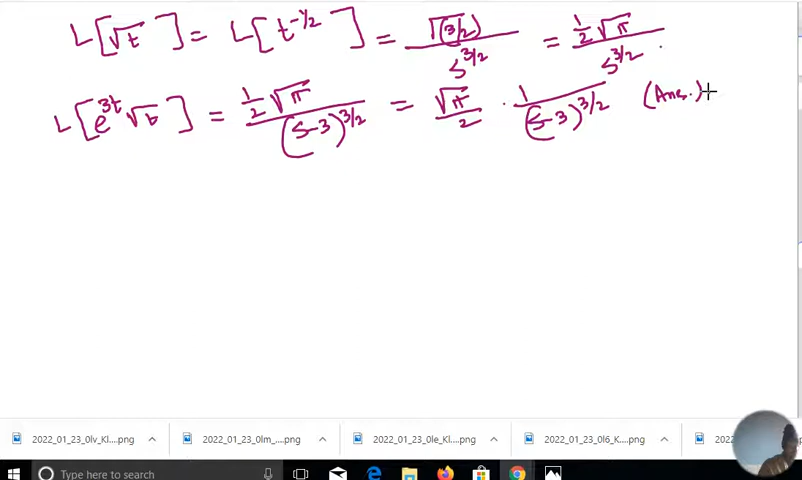 L[√t] = L[t^-1/2] = Γ(3/2) / s^3/2 = 1/2 √π / s^3/2 .
L[e^3t √t] = 1/2 √π / (s-3)^3/2 = √π / 2 · 1 / (s-3)^3/2 (Ans.)
2022_01_23_0lv_Kl....png 2022_01_23_0lm_....png 2022_01_23_0le_Kl....png 2022_01_23_0l6_K....png 2022_0
Type here to search